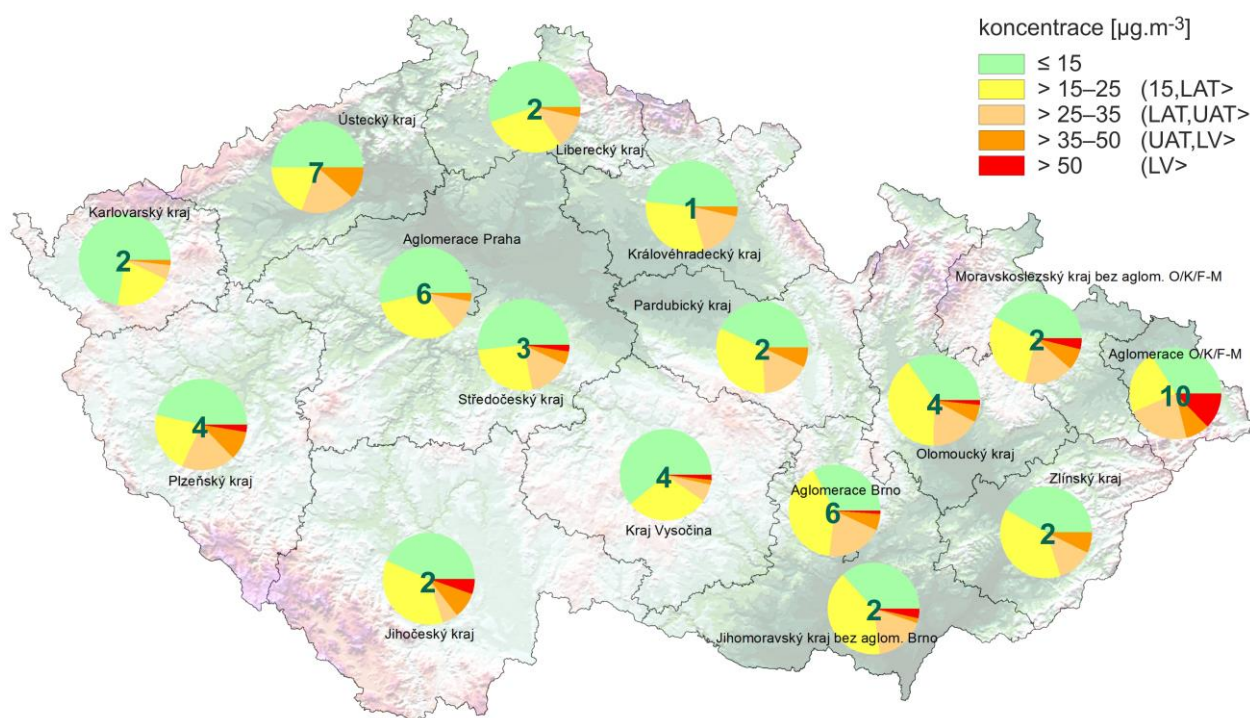 koncentrace [µg.m-3]
≤ 15
> 15–25 (15,LAT>
> 25–35 (LAT,UAT>
> 35–50 (UAT,LV>
> 50 (LV>
2
Ústecký kraj
Liberecký kraj
7
Karlovarský kraj
1
2
Aglomerace Praha
Královéhradecký kraj
Moravskoslezský kraj bez aglom. O/K/F-M
6
Pardubický kraj
3
2
2
Aglomerace O/K/F-M
10
Středočeský kraj
4
4
Olomoucký kraj
Plzeňský kraj
4
Zlínský kraj
Aglomerace Brno
6
Kraj Vysočina
2
2
2
Jihočeský kraj
Jihomoravský kraj bez aglom. Brno